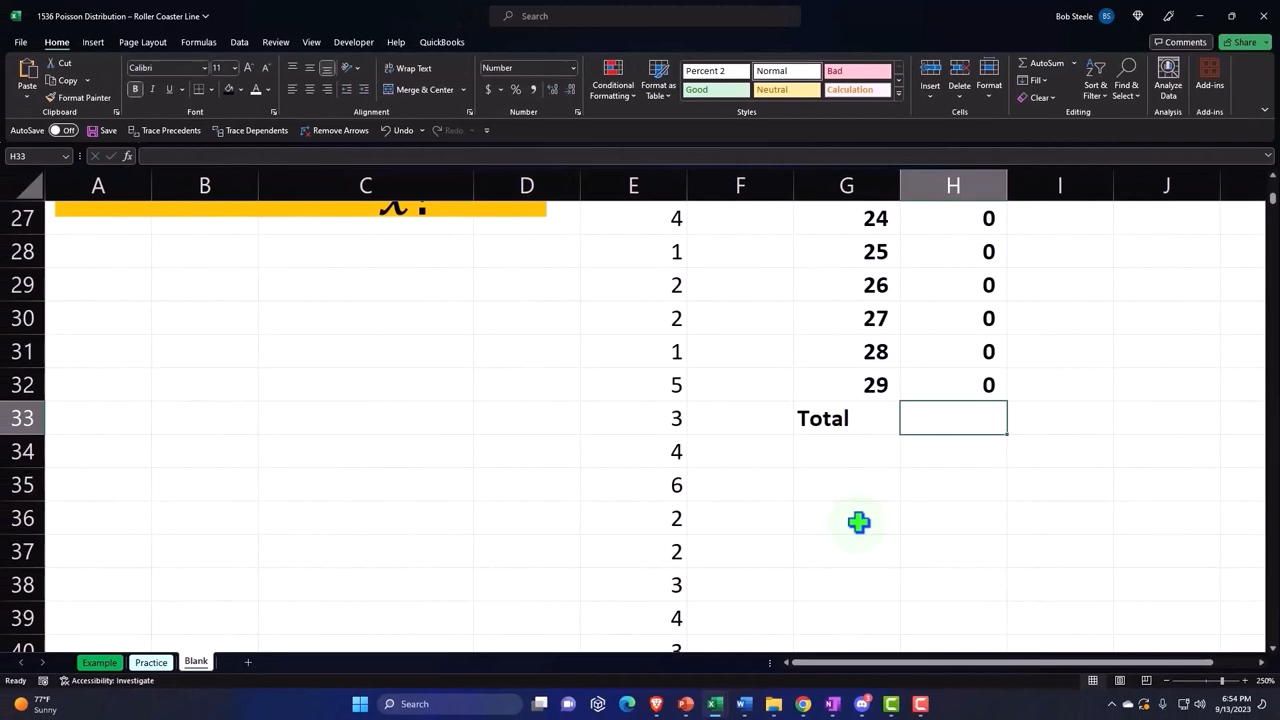 1536 Poisson Distribution – Roller Coaster Line
Search
Bob Steele BS
File Home Insert Page Layout Formulas Data Review View Developer Help QuickBooks Comments Share
Cut
Copy
Format Painter
Paste
Clipboard
Calibri 11
B I U
Font
Wrap Text
Merge & Center
Alignment
Number
$ % 9
Number
Conditional Formatting
Format as Table
Percent 2 Normal Bad
Good Neutral Calculation
Styles
Insert Delete Format
Cells
AutoSum
Fill
Clear
Sort & Filter
Find & Select
Editing
Analyze Data
Analysis
Add-ins
Add-ins
AutoSave Off Save Trace Precedents Trace Dependents Remove Arrows Undo Redo
H33 fx
A B C D E F G H I J
x!
27 4 24 0
28 1 25 0
29 2 26 0
30 2 27 0
31 1 28 0
32 5 29 0
33 3 Total
34 4
35 6
36 2
37 2
38 3
39 4
40 3
Example Practice Blank
Ready Accessibility: Investigate 250%
77°F
Sunny
Search
6:54 PM
9/13/2023